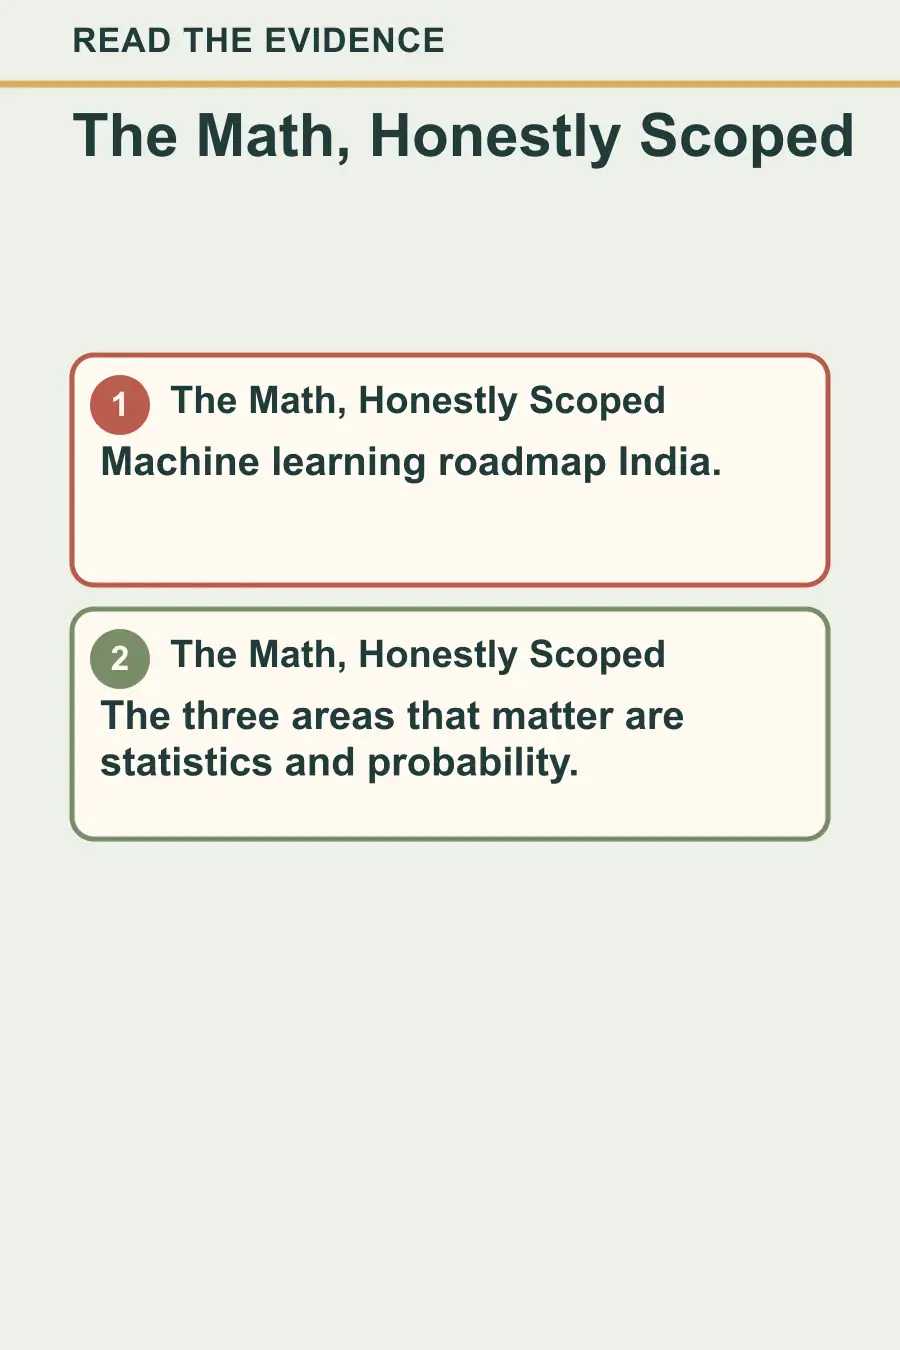 READ THE EVIDENCE
The Math, Honestly Scoped
1 The Math, Honestly Scoped
Machine learning roadmap India.
2 The Math, Honestly Scoped
The three areas that matter are
statistics and probability.